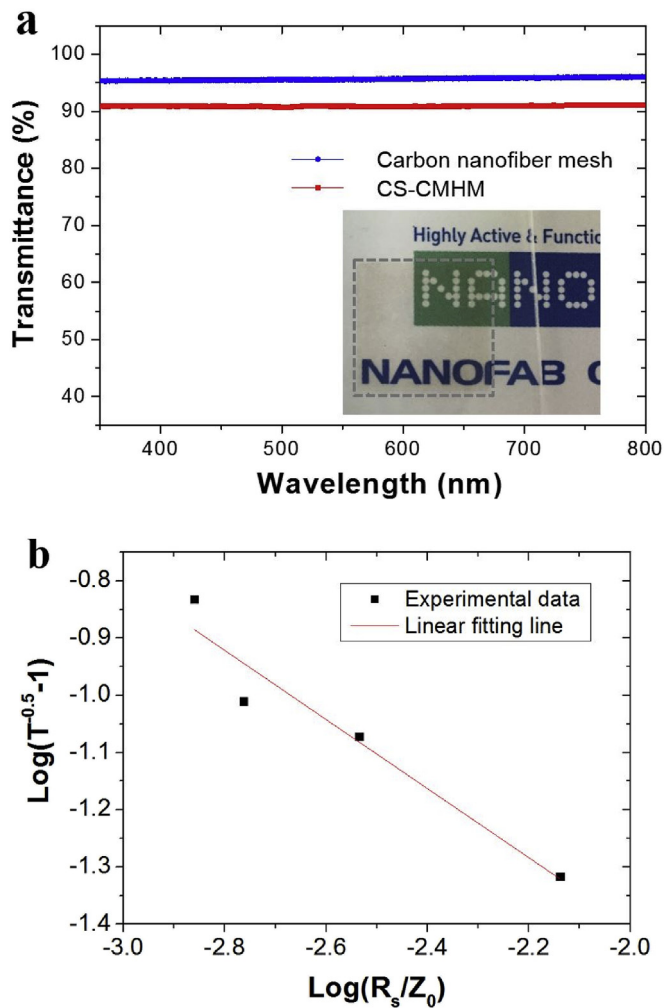 a
100
90
80
70
60
50
40
Transmittance (%)
Carbon nanofiber mesh
CS-CMHM
Highly Active & Functio
NANO
NANOFAB C
400 500 600 700 800
Wavelength (nm)
b
-0.8
-0.9
-1.0
-1.1
-1.2
-1.3
-1.4
Log(T^-0.5-1)
Experimental data
Linear fitting line
-3.0 -2.8 -2.6 -2.4 -2.2 -2.0
Log(Rs/Z0)